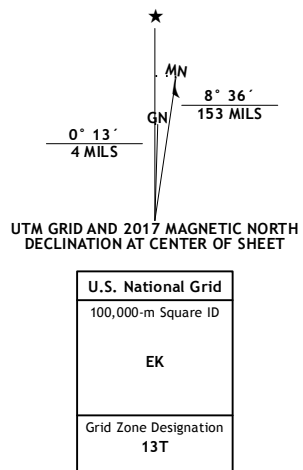 ★
MN
GN
8° 36´
153 MILS
0° 13´
4 MILS
UTM GRID AND 2017 MAGNETIC NORTH
DECLINATION AT CENTER OF SHEET
U.S. National Grid
100,000-m Square ID
EK
Grid Zone Designation
13T